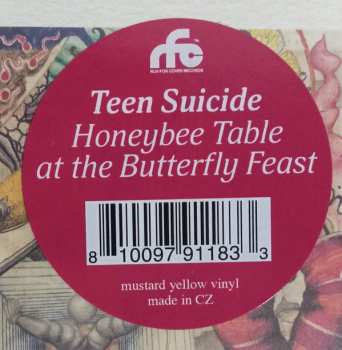 rfc
RUN FOR COVER RECORDS
Teen Suicide
Honeybee Table
at the Butterfly Feast
8 10097 91183 3
mustard yellow vinyl
made in CZ